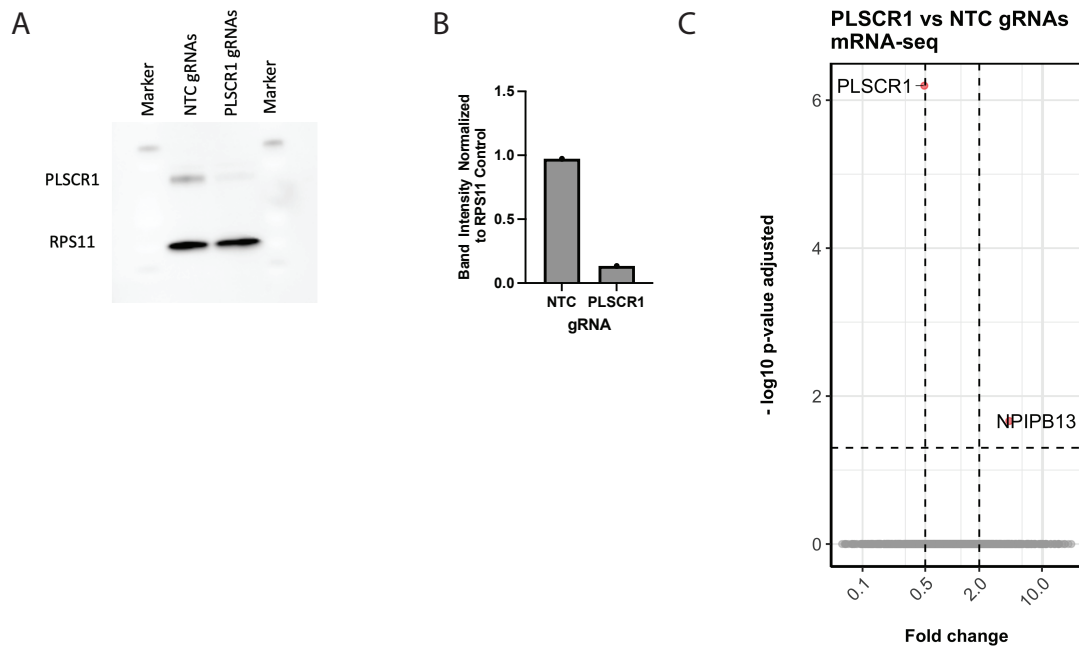 A
Marker
NTC gRNAs
PLSCR1 gRNAs
Marker
PLSCR1
RPS11
B
Band Intensity Normalized
to RPS11 Control
1.5
1.0
0.5
0.0
NTC
PLSCR1
gRNA
C
PLSCR1 vs NTC gRNAs
mRNA-seq
- log10 p-value adjusted
6
4
2
0
PLSCR1
NPIPB13
0.1
0.5
2.0
10.0
Fold change